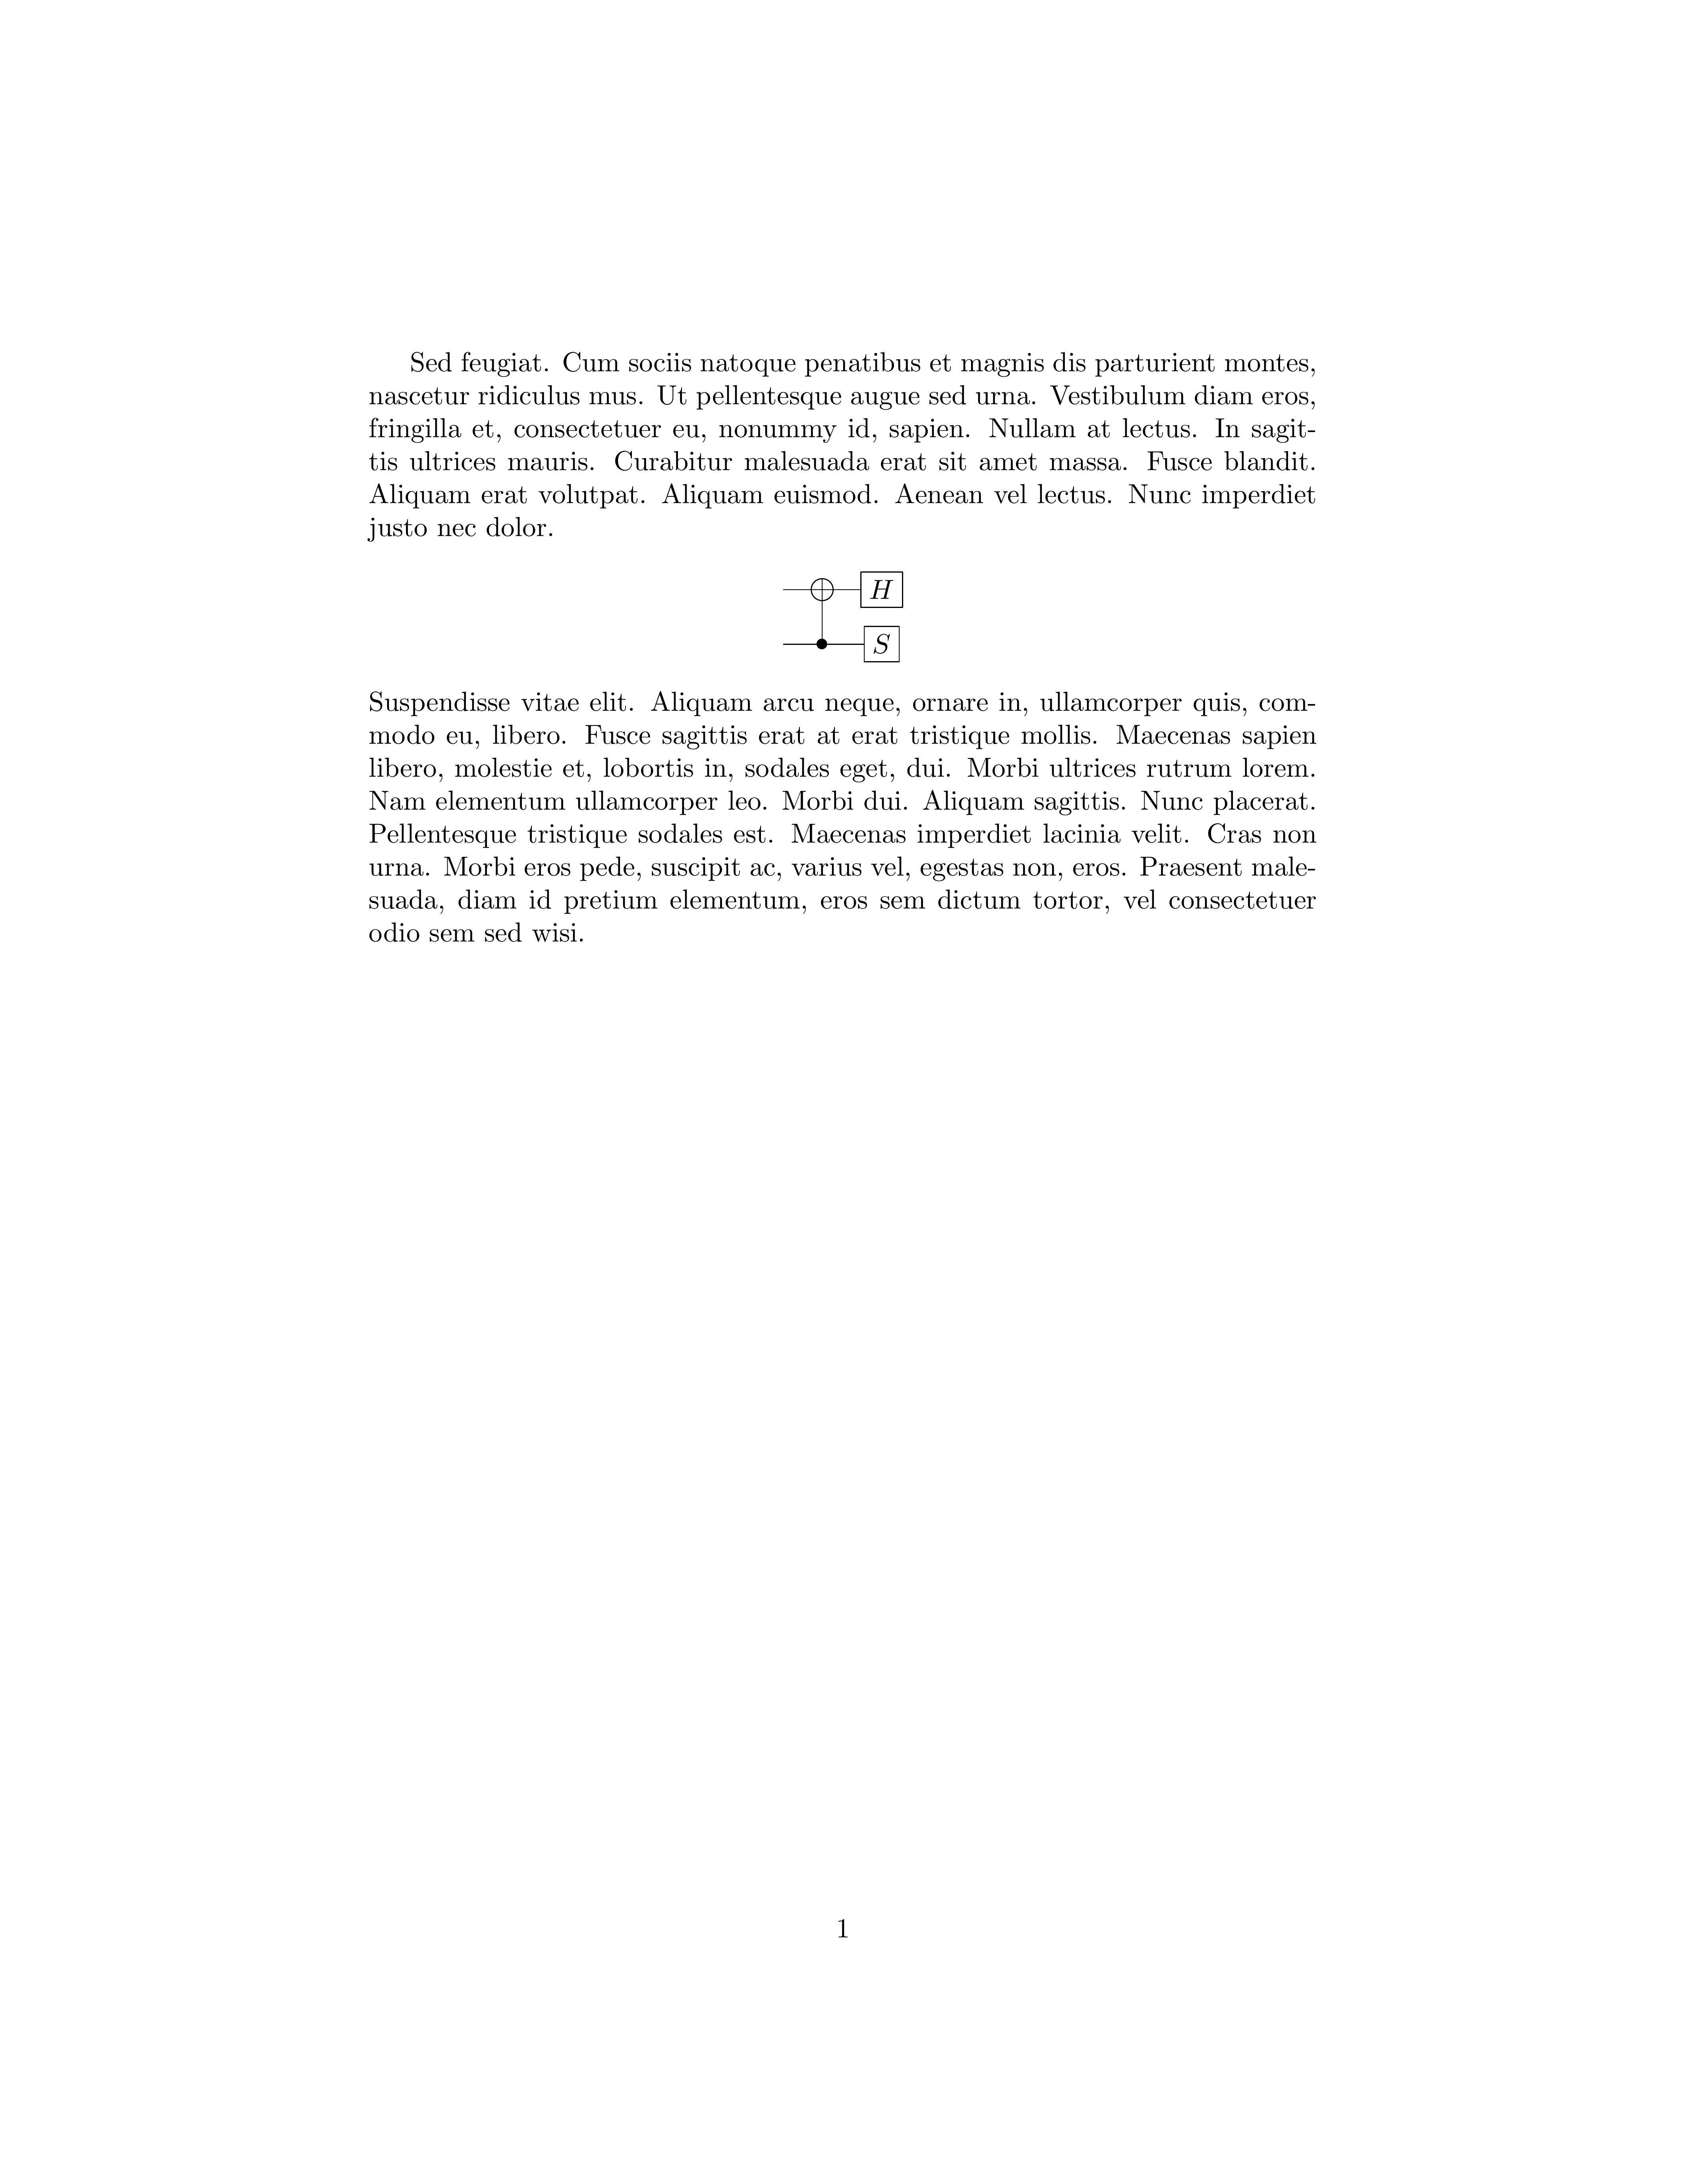 Sed feugiat. Cum sociis natoque penatibus et magnis dis parturient montes,
nascetur ridiculus mus. Ut pellentesque augue sed urna. Vestibulum diam eros,
fringilla et, consectetuer eu, nonummy id, sapien. Nullam at lectus. In sagit-
tis ultrices mauris. Curabitur malesuada erat sit amet massa. Fusce blandit.
Aliquam erat volutpat. Aliquam euismod. Aenean vel lectus. Nunc imperdiet
justo nec dolor.
H
S
Suspendisse vitae elit. Aliquam arcu neque, ornare in, ullamcorper quis, com-
modo eu, libero. Fusce sagittis erat at erat tristique mollis. Maecenas sapien
libero, molestie et, lobortis in, sodales eget, dui. Morbi ultrices rutrum lorem.
Nam elementum ullamcorper leo. Morbi dui. Aliquam sagittis. Nunc placerat.
Pellentesque tristique sodales est. Maecenas imperdiet lacinia velit. Cras non
urna. Morbi eros pede, suscipit ac, varius vel, egestas non, eros. Praesent male-
suada, diam id pretium elementum, eros sem dictum tortor, vel consectetuer
odio sem sed wisi.
1